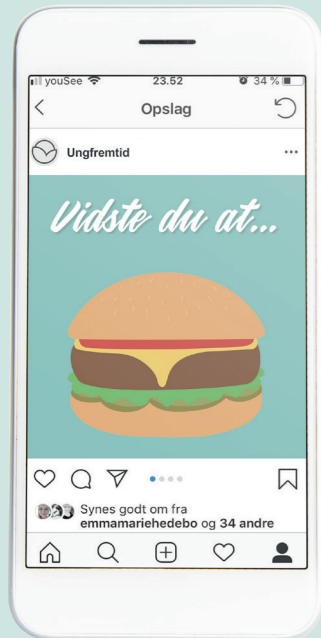 youSee 23.52 34 %
Opslag
Ungfremtid
Vidste du at...
Synes godt om fra
emmamariehedebo og 34 andre